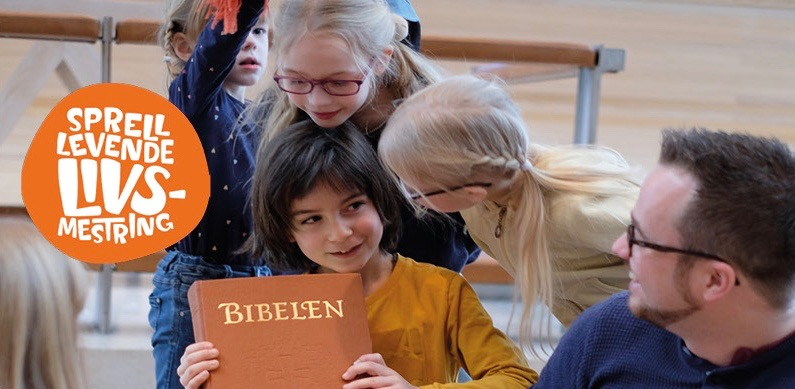 SPRELL
LEVENDE
LIVS-
MESTRING
BIBELEN